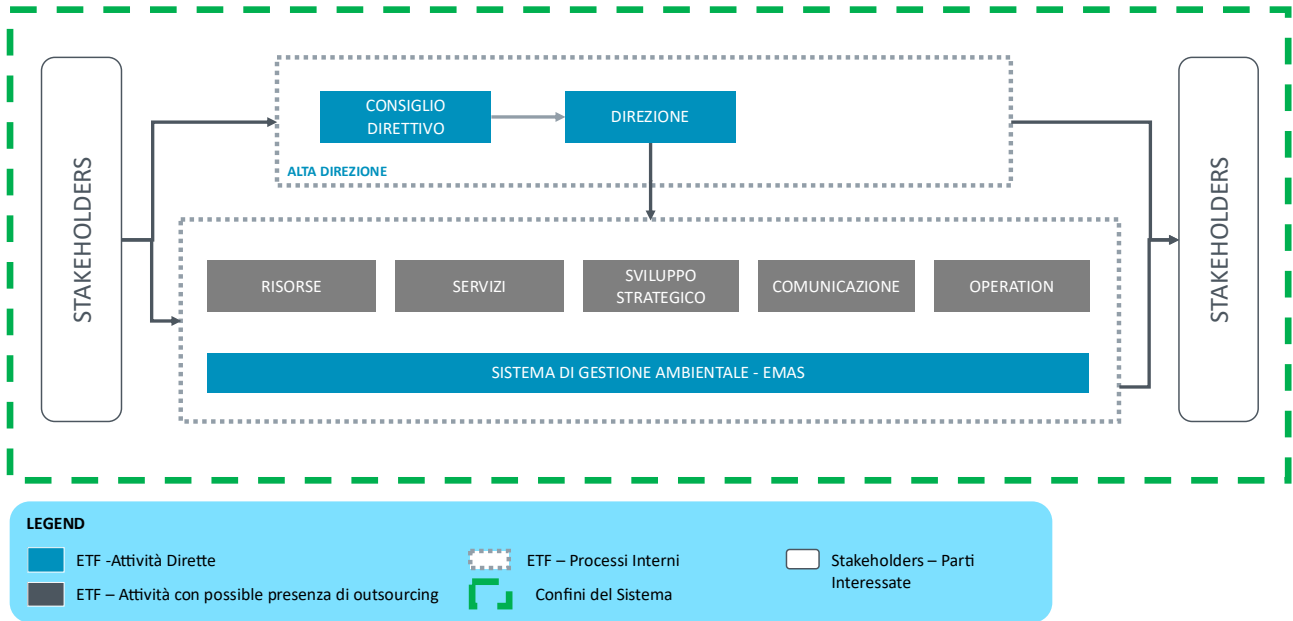 STAKEHOLDERS
CONSIGLIO
DIRETTIVO
DIREZIONE
ALTA DIREZIONE
RISORSE
SERVIZI
SVILUPPO
STRATEGICO
COMUNICAZIONE
OPERATION
SISTEMA DI GESTIONE AMBIENTALE - EMAS
STAKEHOLDERS
LEGEND
ETF -Attività Dirette
ETF – Attività con possible presenza di outsourcing
ETF – Processi Interni
Confini del Sistema
Stakeholders – Parti
Interessate